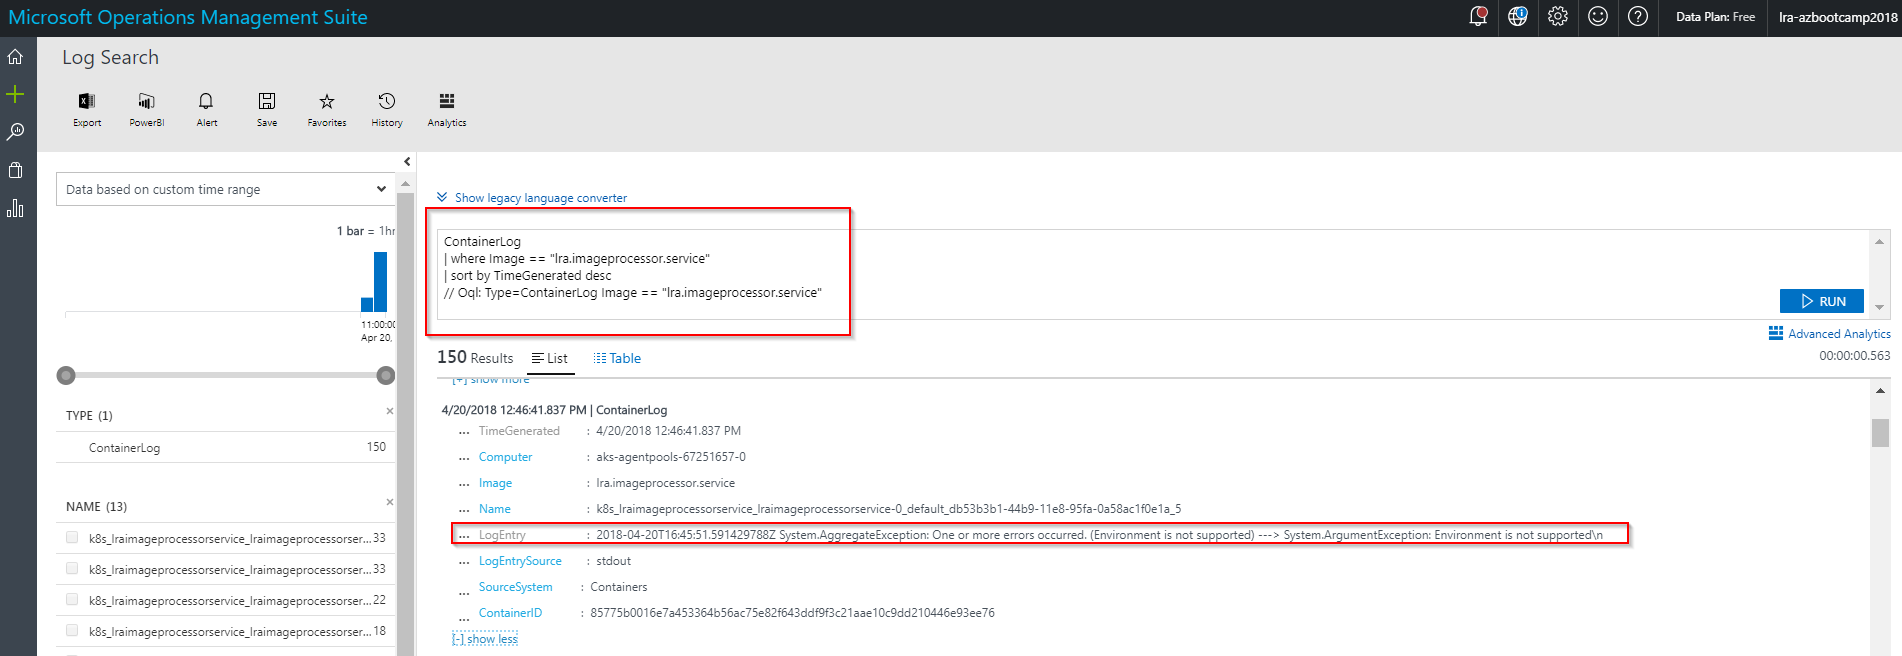 Microsoft Operations Management Suite
Data Plan: Free
lra-azbootcamp2018
Log Search
Export
PowerBI
Alert
Save
Favorites
History
Analytics
Data based on custom time range
1 bar = 1hr
11:00:00
Apr 20,
TYPE (1)
ContainerLog 150
NAME (13)
k8s_lraimageprocessorservice_lraimageprocessorser... 33
k8s_lraimageprocessorservice_lraimageprocessorser... 33
k8s_lraimageprocessorservice_lraimageprocessorser... 22
k8s_lraimageprocessorservice_lraimageprocessorser... 18
Show legacy language converter
ContainerLog
| where Image == "lra.imageprocessor.service"
| sort by TimeGenerated desc
// Oql: Type=ContainerLog Image == "lra.imageprocessor.service"
RUN
Advanced Analytics
00:00:00.563
150 Results List Table
[+] show more
4/20/2018 12:46:41.837 PM | ContainerLog
... TimeGenerated : 4/20/2018 12:46:41.837 PM
... Computer : aks-agentpools-67251657-0
... Image : lra.imageprocessor.service
... Name : k8s_lraimageprocessorservice_lraimageprocessorservice-0_default_db53b3b1-44b9-11e8-95fa-0a58ac1f0e1a_5
... LogEntry : 2018-04-20T16:45:51.591429788Z System.AggregateException: One or more errors occurred. (Environment is not supported) ---> System.ArgumentException: Environment is not supported\n
... LogEntrySource : stdout
... SourceSystem : Containers
... ContainerID : 85775b0016e7a453364b56ac75e82f643ddf9f3c21aae10c9dd210446e93ee76
[-] show less